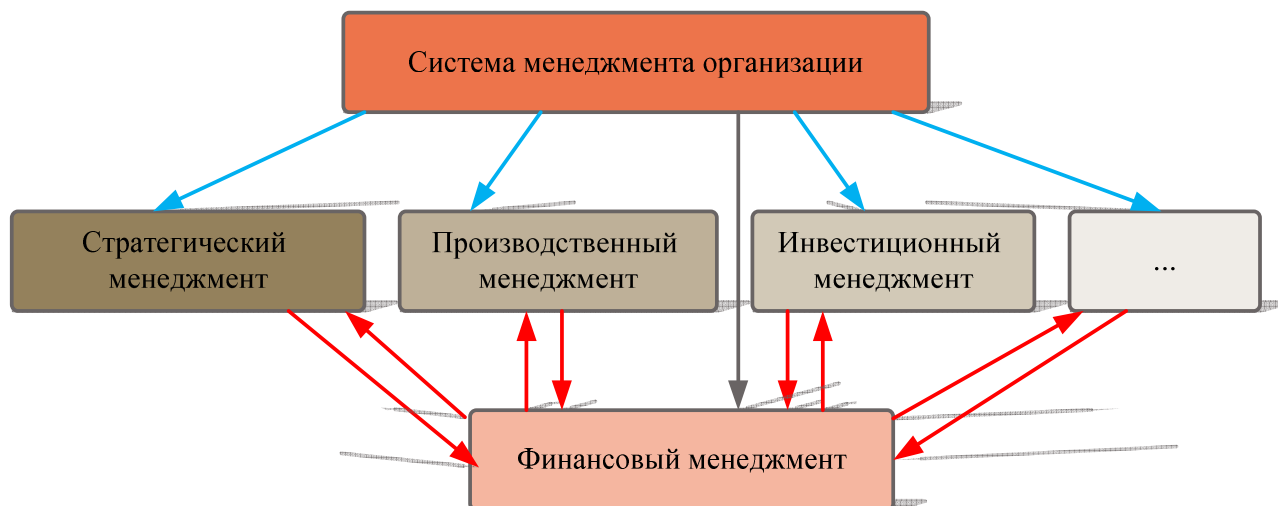 Система менеджмента организации
Стратегический
менеджмент
Производственный
менеджмент
Инвестиционный
менеджмент
...
Финансовый менеджмент